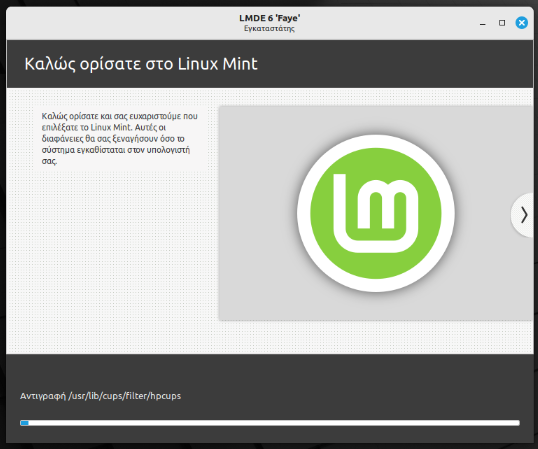 LMDE 6 'Faye'
Εγκαταστάτης
Καλώς ορίσατε στο Linux Mint
Καλώς ορίσατε και σας ευχαριστούμε που
επιλέξατε το Linux Mint. Αυτές οι
διαφάνειες θα σας ξεναγήσουν όσο το
σύστημα εγκαθίσταται στον υπολογιστή
σας.
Αντιγραφή /usr/lib/cups/filter/hpcups